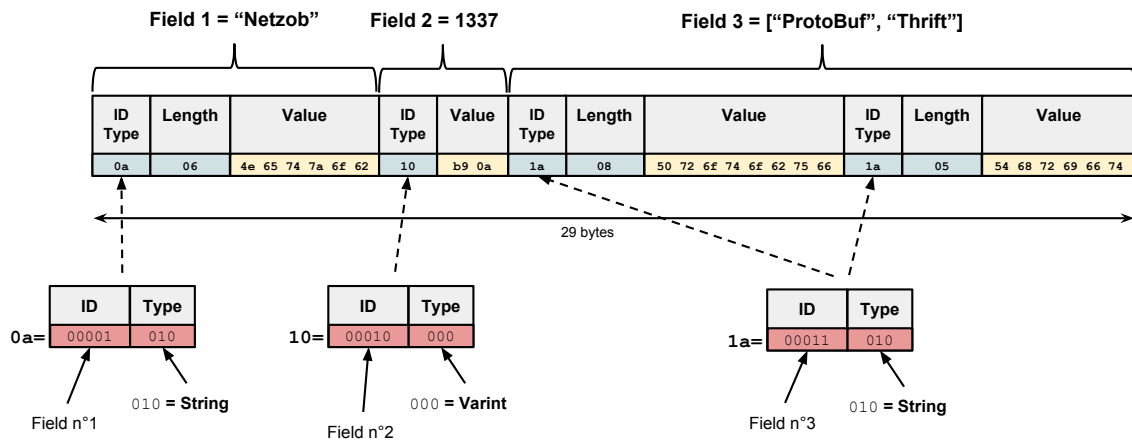 Field 1 = “Netzob” Field 2 = 1337 Field 3 = [“ProtoBuf”, “Thrift”]
ID Type Length Value ID Type Value ID Type Length Value ID Type Length Value
0a 06 4e 65 74 7a 6f 62 10 b9 0a 1a 08 50 72 6f 74 6f 62 75 66 1a 05 54 68 72 69 66 74
29 bytes
ID Type ID Type ID Type
0a= 00001 010 10= 00010 000 1a= 00011 010
010 = String 000 = Varint 010 = String
Field n°1 Field n°2 Field n°3